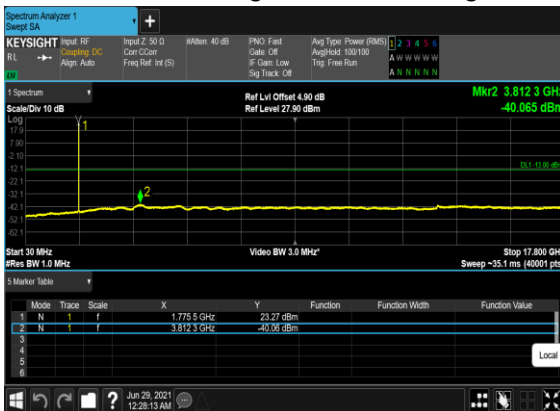 Spectrum Analyzer 1
Swept SA
KEYSIGHT Input: RF Input Z: 50 Ω #Atten: 40 dB PNO: Fast Avg Type: Power (RMS) 1 2 3 4 5 6
RL Coupling: DC Corr CCorr Gate: Off Avg|Hold: 100/100 A W W W W W
Align: Auto Freq Ref: Int (S) IF Gain: Low Trig: Free Run
LV Sig Track: Off A N N N N N
1 Spectrum Ref Lvl Offset 4.90 dB Mkr2 3.812 3 GHz
Scale/Div 10 dB Ref Level 27.90 dBm -40.065 dBm
Log
17.9 1
7.90
-2.10
-12.1 DL1 -13.00 dBm
-22.1
-32.1 2
-42.1
-52.1
-62.1
Start 30 MHz Video BW 3.0 MHz* Stop 17.800 GHz
#Res BW 1.0 MHz Sweep ~35.1 ms (40001 pts)
5 Marker Table
Mode Trace Scale X Y Function Function Width Function Value
1 N 1 f 1.775 5 GHz 23.27 dBm
2 N 1 f 3.812 3 GHz -40.06 dBm
3
4
5 Local
6
? Jun 29, 2021
12:28:13 AM